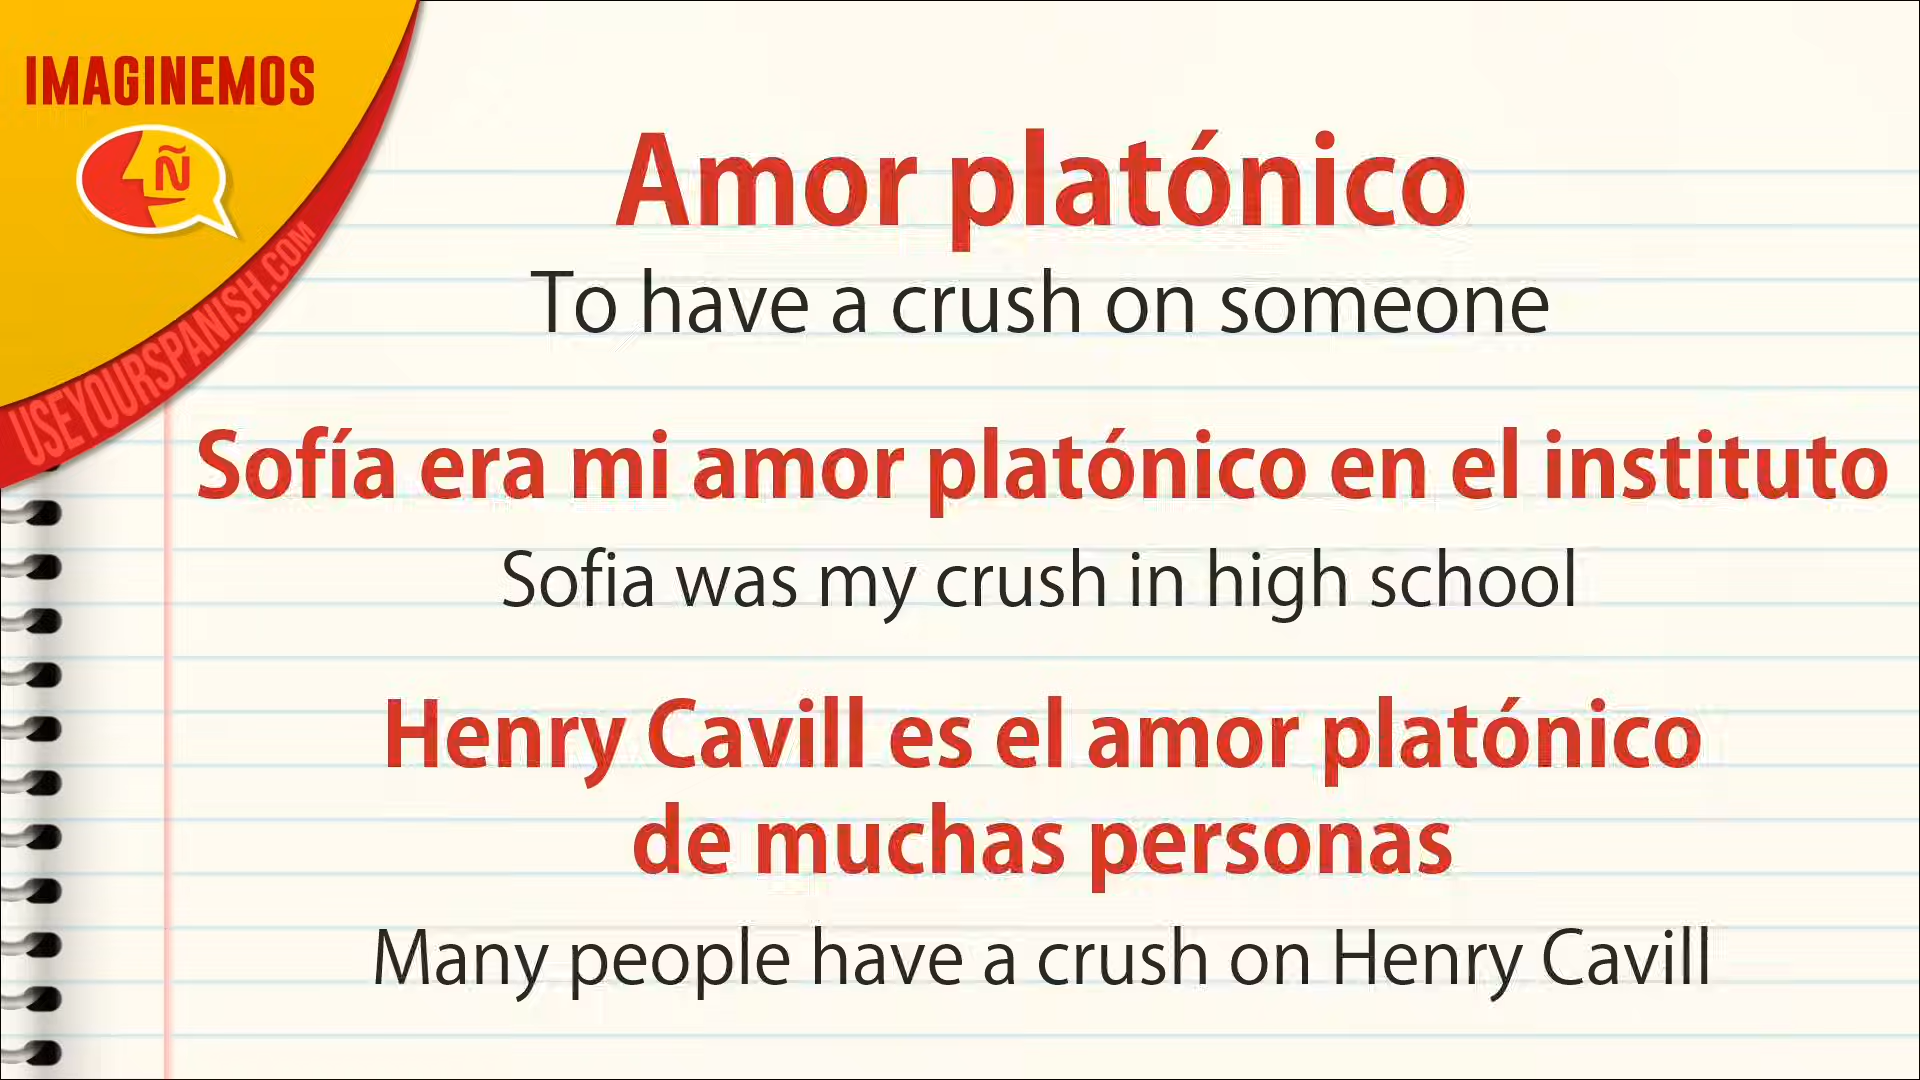 IMAGINEMOS
Ñ
USEYOURSPANISH.COM
Amor platónico
To have a crush on someone
Sofía era mi amor platónico en el instituto
Sofia was my crush in high school
Henry Cavill es el amor platónico
de muchas personas
Many people have a crush on Henry Cavill